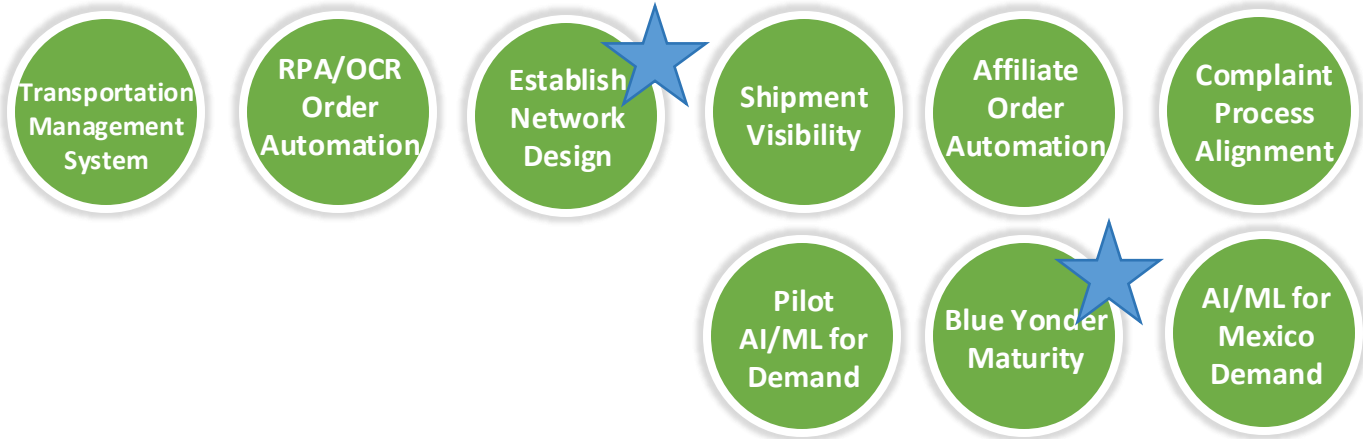 Transportation
Management
System
RPA/OCR
Order
Automation
Establish
Network
Design
Shipment
Visibility
Affiliate
Order
Automation
Complaint
Process
Alignment
Pilot
AI/ML for
Demand
Blue Yonder
Maturity
AI/ML for
Mexico
Demand